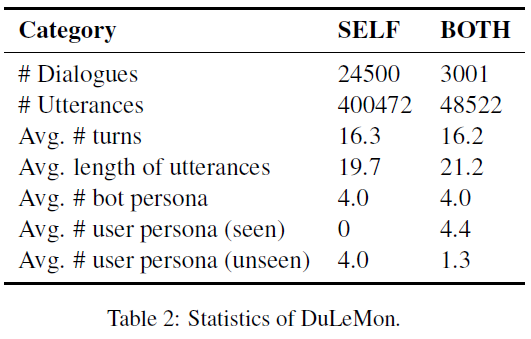 Category SELF BOTH
# Dialogues 24500 3001
# Utterances 400472 48522
Avg. # turns 16.3 16.2
Avg. length of utterances 19.7 21.2
Avg. # bot persona 4.0 4.0
Avg. # user persona (seen) 0 4.4
Avg. # user persona (unseen) 4.0 1.3
Table 2: Statistics of DuLeMon.